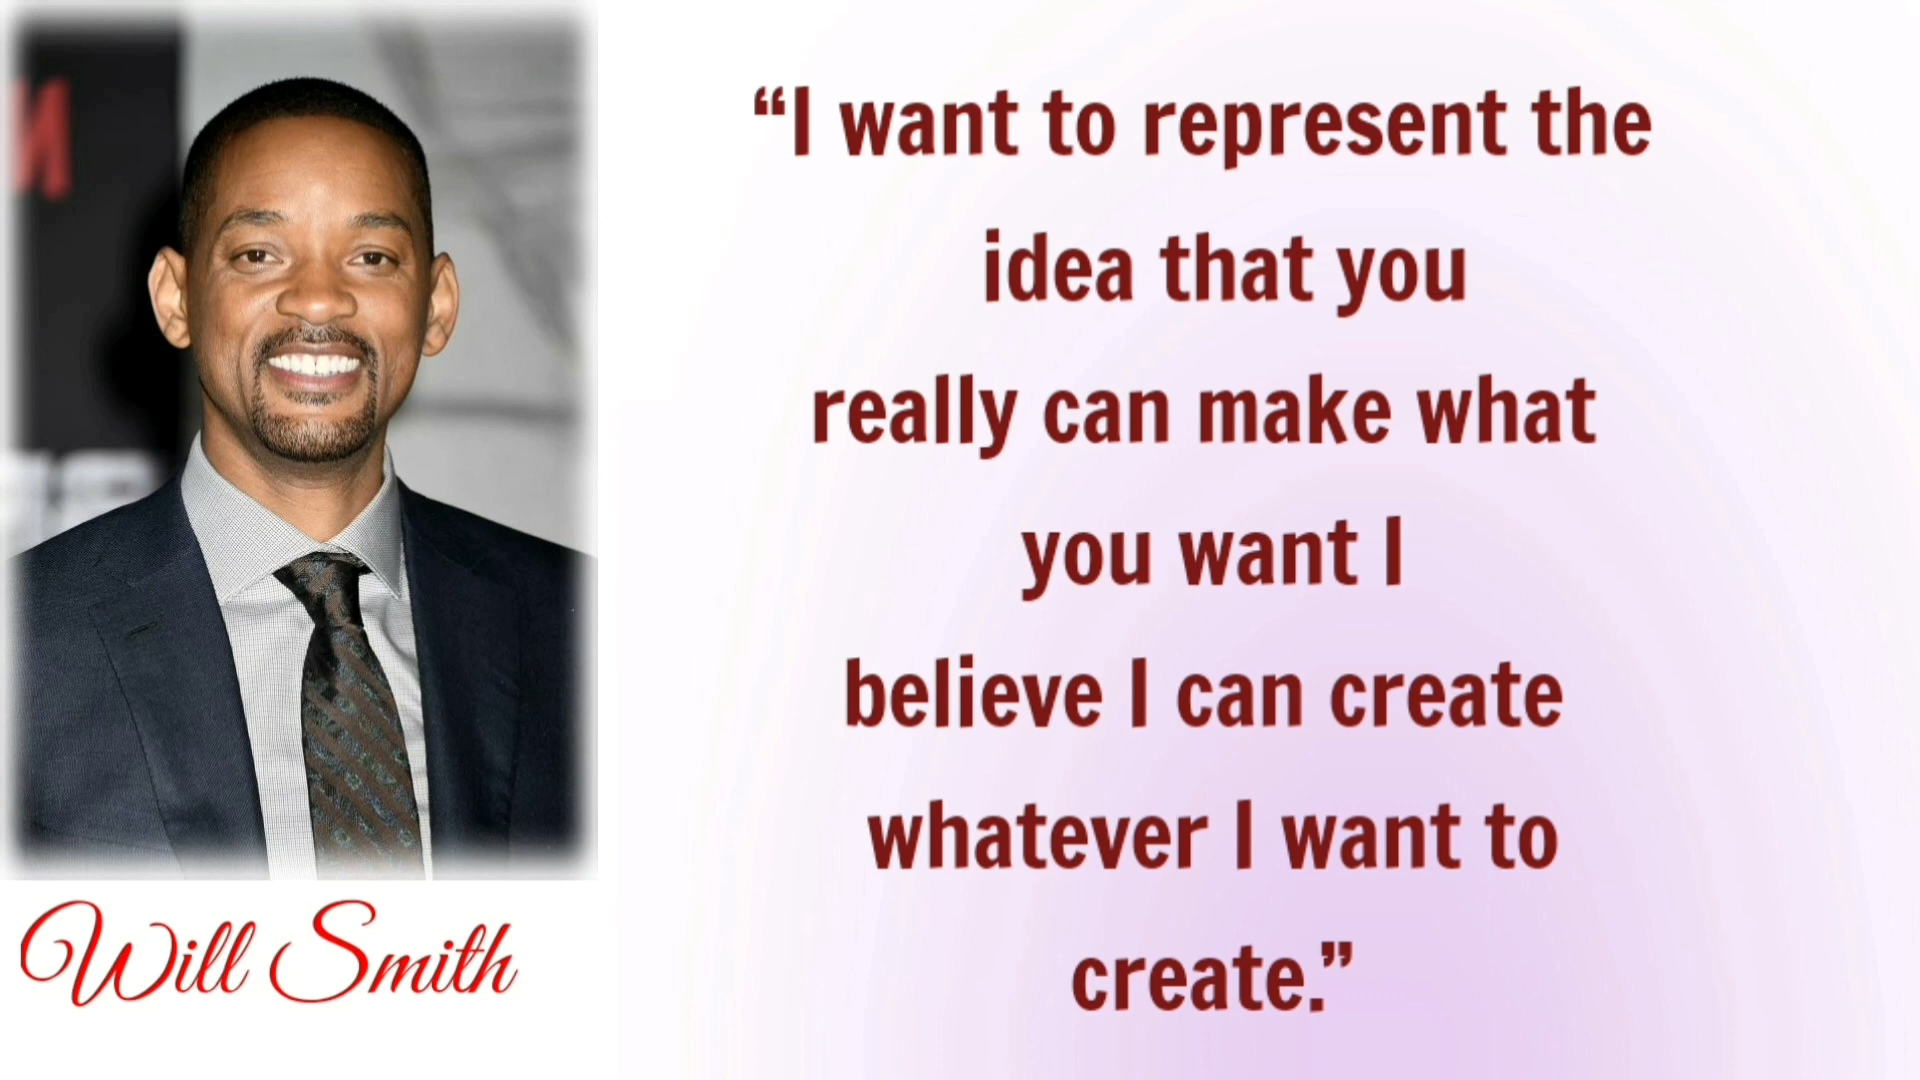 “I want to represent the
idea that you
really can make what
you want I
believe I can create
whatever I want to
create.”
Will Smith